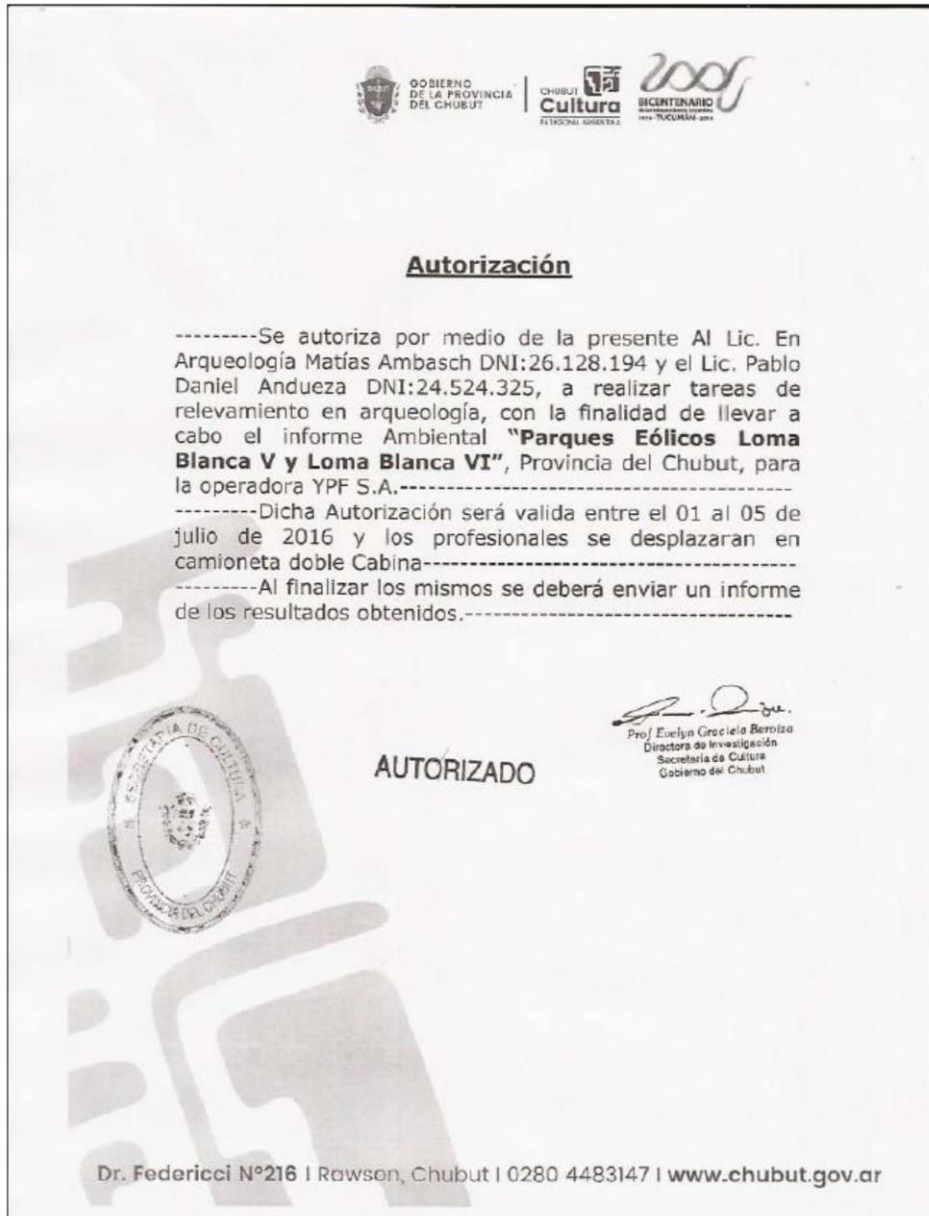 GOBIERNO
DE LA PROVINCIA
DEL CHUBUT
CHUBUT
Cultura
PATAGONIA ARGENTINA
200
BICENTENARIO
TUCUMÁN
Autorización
---------Se autoriza por medio de la presente Al Lic. En
Arqueología Matías Ambasch DNI:26.128.194 y el Lic. Pablo
Daniel Andueza DNI:24.524.325, a realizar tareas de
relevamiento en arqueología, con la finalidad de llevar a
cabo el informe Ambiental "Parques Eólicos Loma
Blanca V y Loma Blanca VI", Provincia del Chubut, para
la operadora YPF S.A.------------------------------------------
---------Dicha Autorización será valida entre el 01 al 05 de
julio de 2016 y los profesionales se desplazaran en
camioneta doble Cabina----------------------------------------
---------Al finalizar los mismos se deberá enviar un informe
de los resultados obtenidos.-----------------------------------
Prof Evelyn Graciela Beroiza
Directora de Investigación
Secretaria de Cultura
Gobierno del Chubut
AUTORIZADO
SECRETARIA DE CULTURA
PROVINCIA DEL CHUBUT
Dr. Federicci Nº216 I Rawson, Chubut I 0280 4483147 I www.chubut.gov.ar